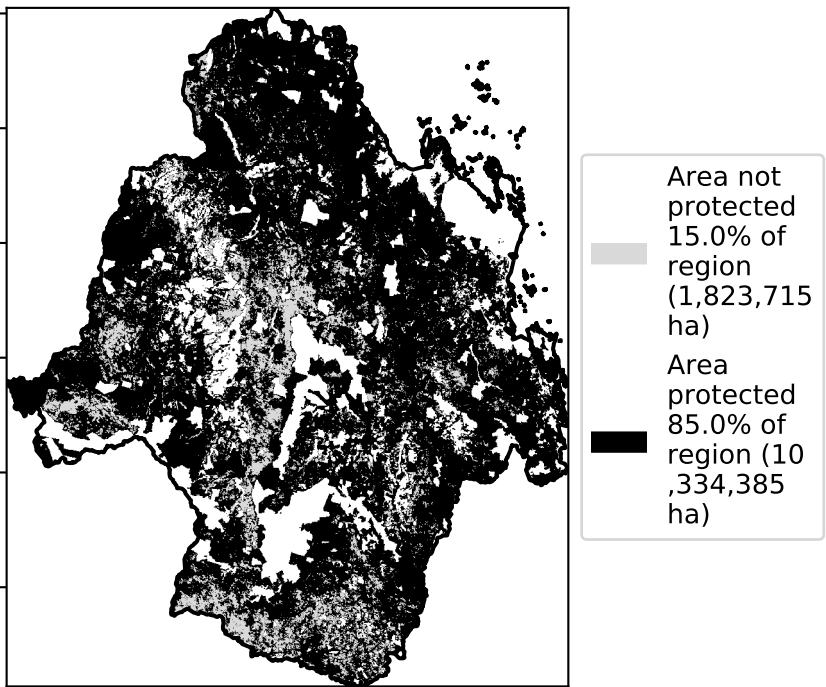 Area not
protected
15.0% of
region
(1,823,715
ha)
Area
protected
85.0% of
region (10
,334,385
ha)